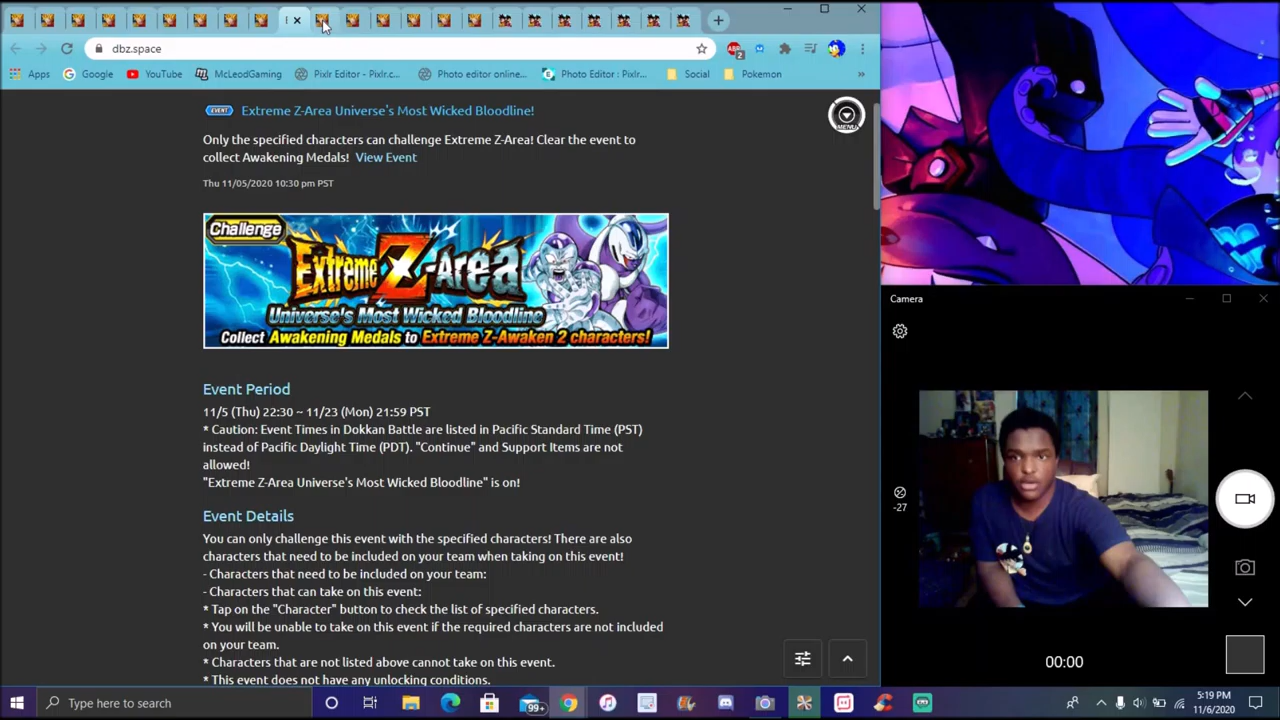 dbz.space
ABP
2
Apps
Google
YouTube
McLeodGaming
Pixlr Editor - Pixlr.c...
Photo editor online...
Photo Editor : Pixlr...
Social
Pokemon
»
EVENT
Extreme Z-Area Universe's Most Wicked Bloodline!
MENU
Only the specified characters can challenge Extreme Z-Area! Clear the event to
collect Awakening Medals! View Event
Thu 11/05/2020 10:30 pm PST
Challenge
Extreme Z-Area
Universe's Most Wicked Bloodline
Collect Awakening Medals to Extreme Z-Awaken 2 characters!
Event Period
11/5 (Thu) 22:30 ~ 11/23 (Mon) 21:59 PST
* Caution: Event Times in Dokkan Battle are listed in Pacific Standard Time (PST)
instead of Pacific Daylight Time (PDT). "Continue" and Support Items are not
allowed!
"Extreme Z-Area Universe's Most Wicked Bloodline" is on!
Event Details
You can only challenge this event with the specified characters! There are also
characters that need to be included on your team when taking on this event!
- Characters that need to be included on your team:
- Characters that can take on this event:
* Tap on the "Character" button to check the list of specified characters.
* You will be unable to take on this event if the required characters are not included
on your team.
* Characters that are not listed above cannot take on this event.
* This event does not have any unlocking conditions.
Camera
-27
00:00
Type here to search
99+
5:19 PM
11/6/2020